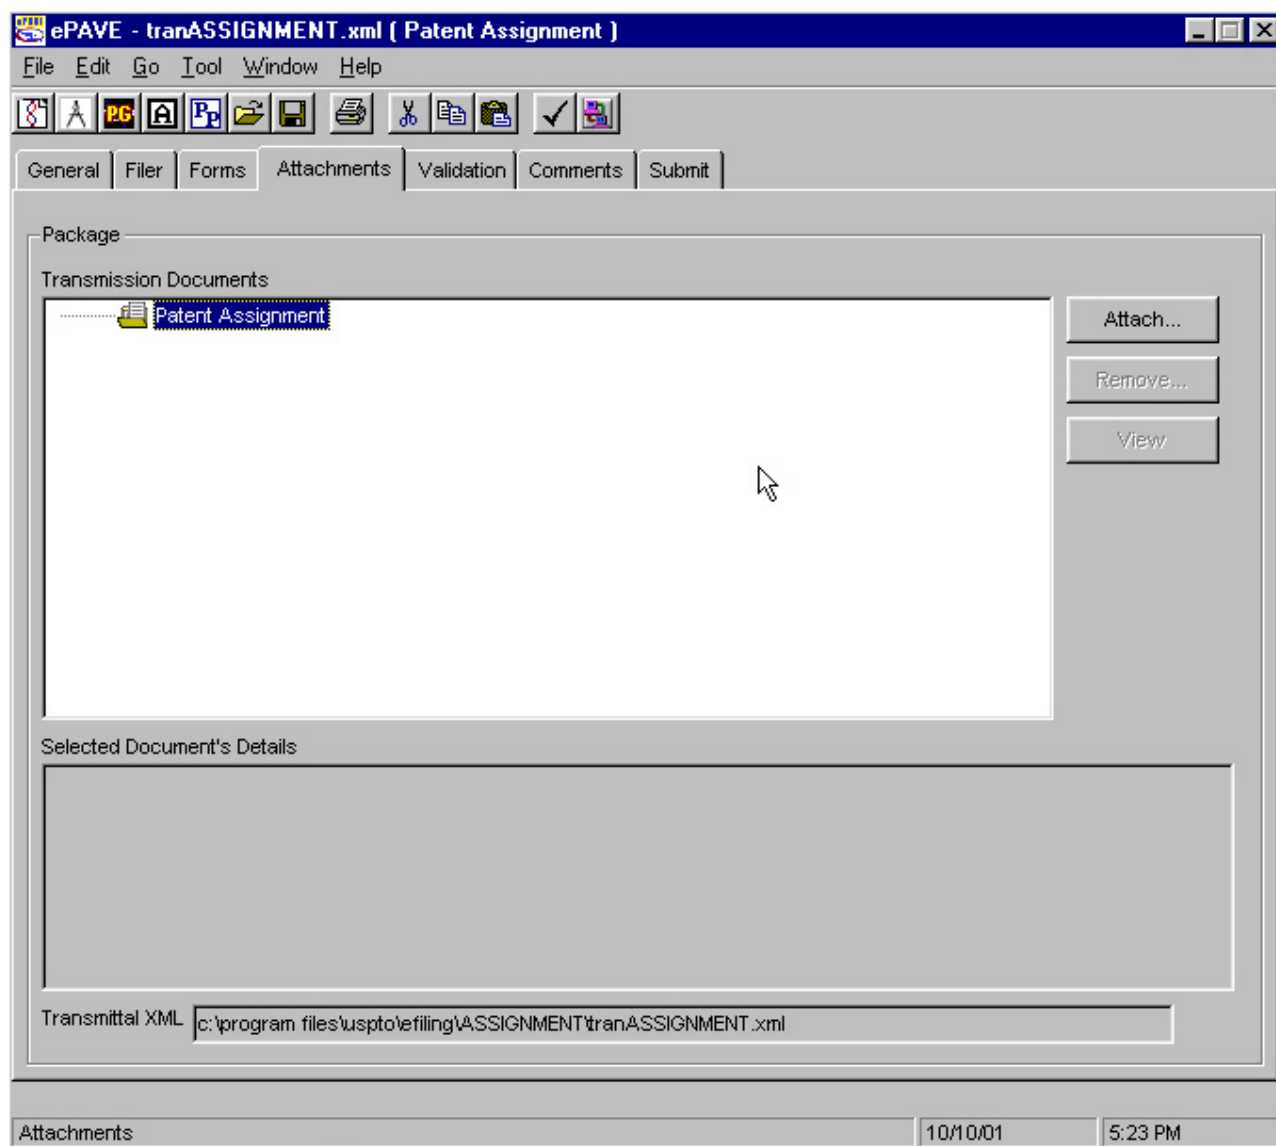 ePAVE - tranASSIGNMENT.xml ( Patent Assignment )
File Edit Go Tool Window Help
PG A PP
General Filer Forms Attachments Validation Comments Submit
Package
Transmission Documents
Patent Assignment
Attach...
Remove...
View
Selected Document's Details
Transmittal XML c:\program files\uspto\efiling\ASSIGNMENT\tranASSIGNMENT.xml
Attachments 10/10/01 5:23 PM